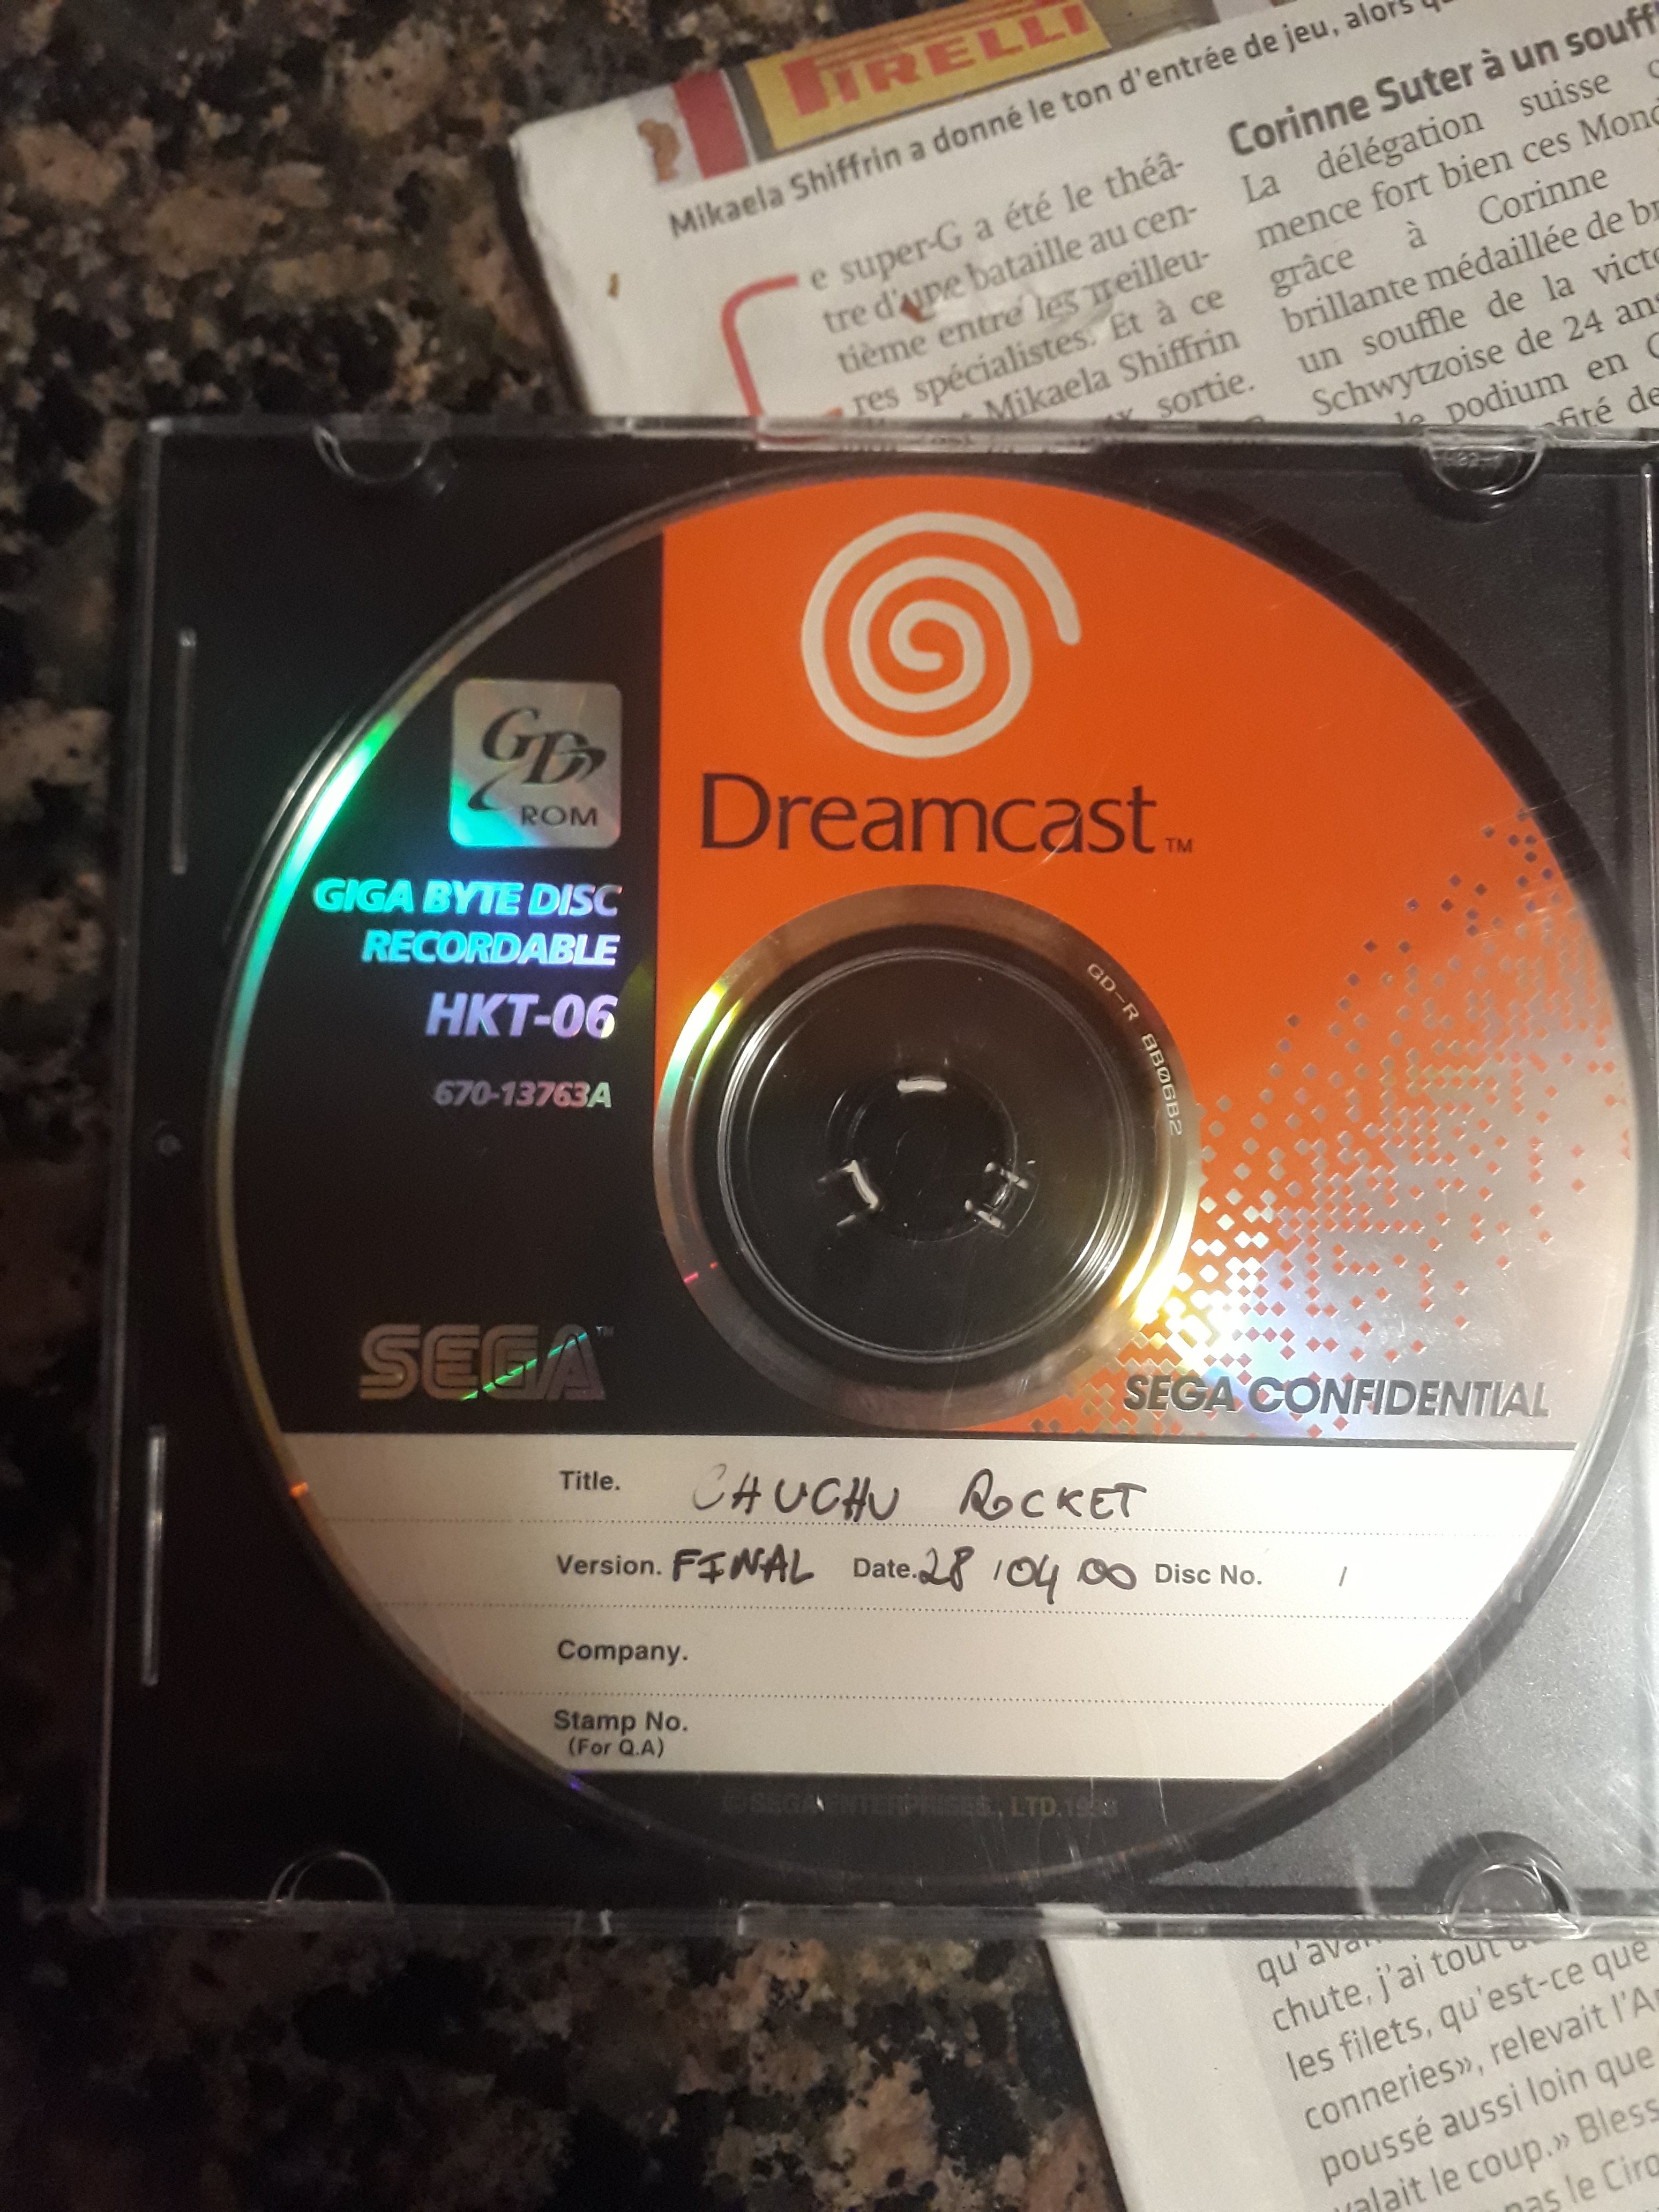 PIRELLI
Mikaela Shiffrin a donné le ton d'entrée de jeu, alors
e super-G a été le théâ-
tre d'une bataille au cen-
tième entre les meilleu-
res spécialistes. Et à ce
Mikaela Shiffrin
sortie.
Corinne Suter à un
La délégation suisse
mence fort bien ces
grâce à Corinne
brillante médaillée de
un souffle de la
Schwytzoise de 24 ans
podium en
Dreamcast™
GD
ROM
GIGA BYTE DISC
RECORDABLE
HKT-06
670-13763A
GD-R 8B06B2
SEGA™
SEGA CONFIDENTIAL
Title. CHUCHU ROCKET
Version. FINAL Date. 28 / 04 00 Disc No. /
Company.
Stamp No.
(For Q.A)
© SEGA ENTERPRISES., LTD.1998
chute, j'ai tout
les filets, qu'est-ce que
conneries», relevait
poussé aussi loin que
valait le coup.»
pas le